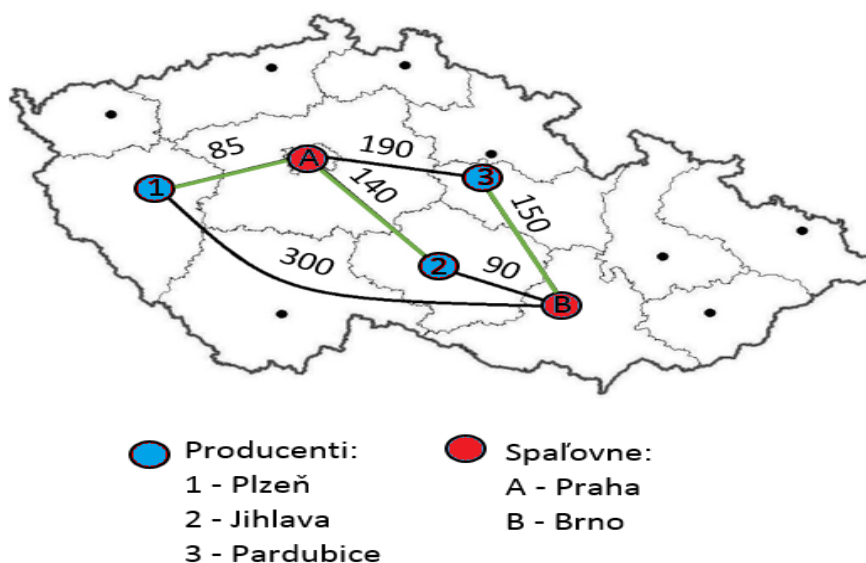 85
A
190
1
140
3
150
300
2
90
B
Producenti:
1 - Plzeň
2 - Jihlava
3 - Pardubice
Spaľovne:
A - Praha
B - Brno